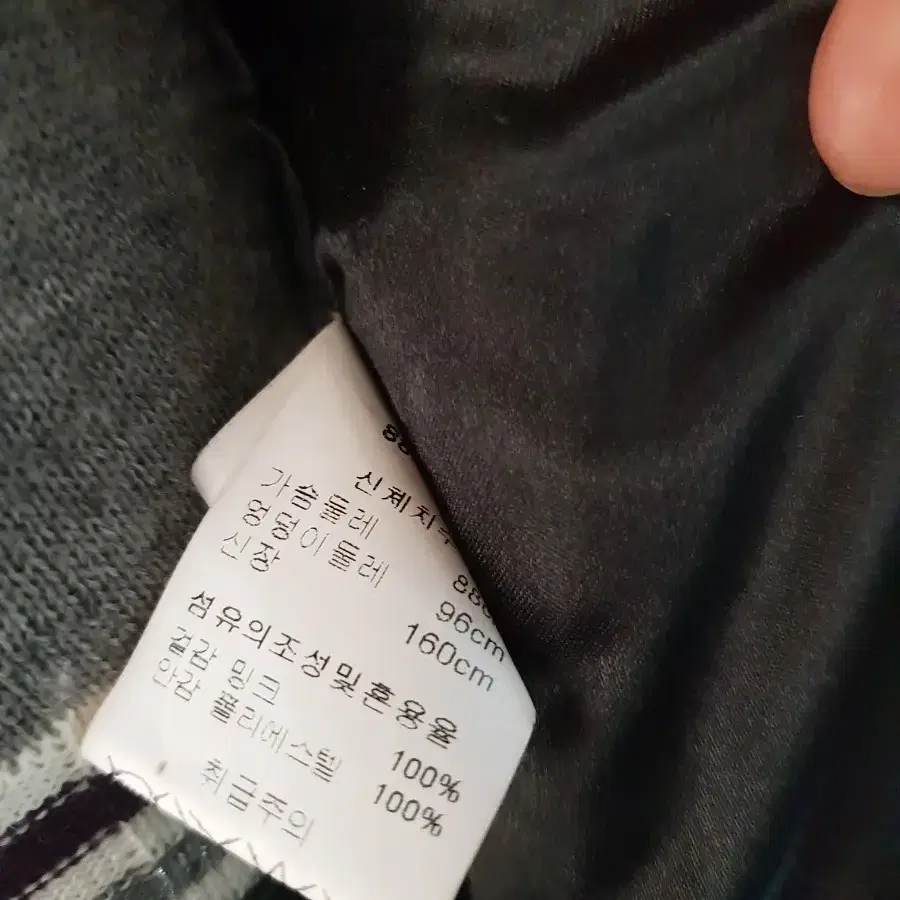 신체치수
가슴둘레 88c
엉덩이둘레 96cm
신장 160cm
섬유의조성및혼용율
겉감 밍크 100%
안감 폴리에스텔 100%
취급주의